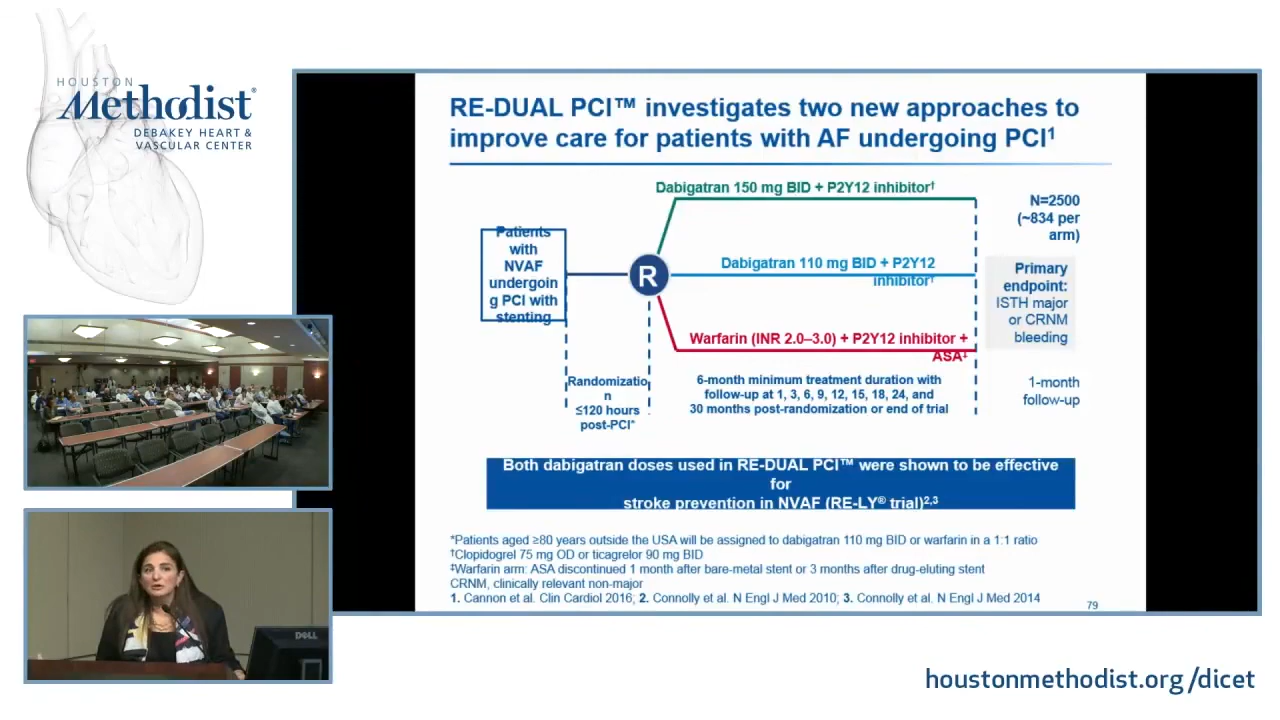 HOUSTON
Methodist®
DEBAKEY HEART &
VASCULAR CENTER
RE-DUAL PCI™ investigates two new approaches to
improve care for patients with AF undergoing PCI¹
Patients
with
NVAF
undergoin
g PCI with
stenting
R
Dabigatran 150 mg BID + P2Y12 inhibitor†
Dabigatran 110 mg BID + P2Y12
inhibitor†
Warfarin (INR 2.0–3.0) + P2Y12 inhibitor +
ASA‡
N=2500
(~834 per
arm)
Primary
endpoint:
ISTH major
or CRNM
bleeding
Randomizatio
n
≤120 hours
post-PCI*
6-month minimum treatment duration with
follow-up at 1, 3, 6, 9, 12, 15, 18, 24, and
30 months post-randomization or end of trial
1-month
follow-up
Both dabigatran doses used in RE-DUAL PCI™ were shown to be effective
for
stroke prevention in NVAF (RE-LY® trial)²,³
*Patients aged ≥80 years outside the USA will be assigned to dabigatran 110 mg BID or warfarin in a 1:1 ratio
†Clopidogrel 75 mg OD or ticagrelor 90 mg BID
‡Warfarin arm: ASA discontinued 1 month after bare-metal stent or 3 months after drug-eluting stent
CRNM, clinically relevant non-major
1. Cannon et al. Clin Cardiol 2016; 2. Connolly et al. N Engl J Med 2010; 3. Connolly et al. N Engl J Med 2014
79
DELL
houstonmethodist.org/dicet